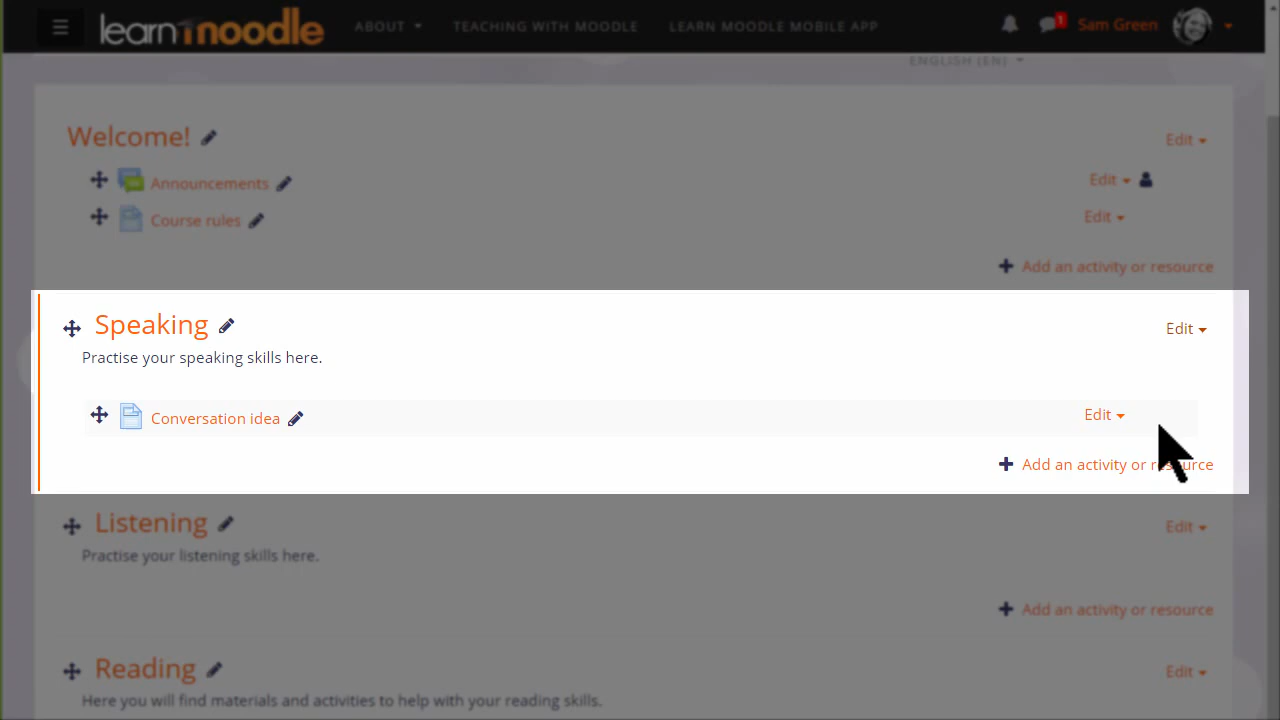 learn moodle ABOUT TEACHING WITH MOODLE LEARN MOODLE MOBILE APP 1 Sam Green
ENGLISH (EN)
Welcome! Edit
Announcements Edit
Course rules Edit
Add an activity or resource
Speaking Edit
Practise your speaking skills here.
Conversation idea Edit
Add an activity or resource
Listening Edit
Practise your listening skills here.
Add an activity or resource
Reading Edit
Here you will find materials and activities to help with your reading skills.